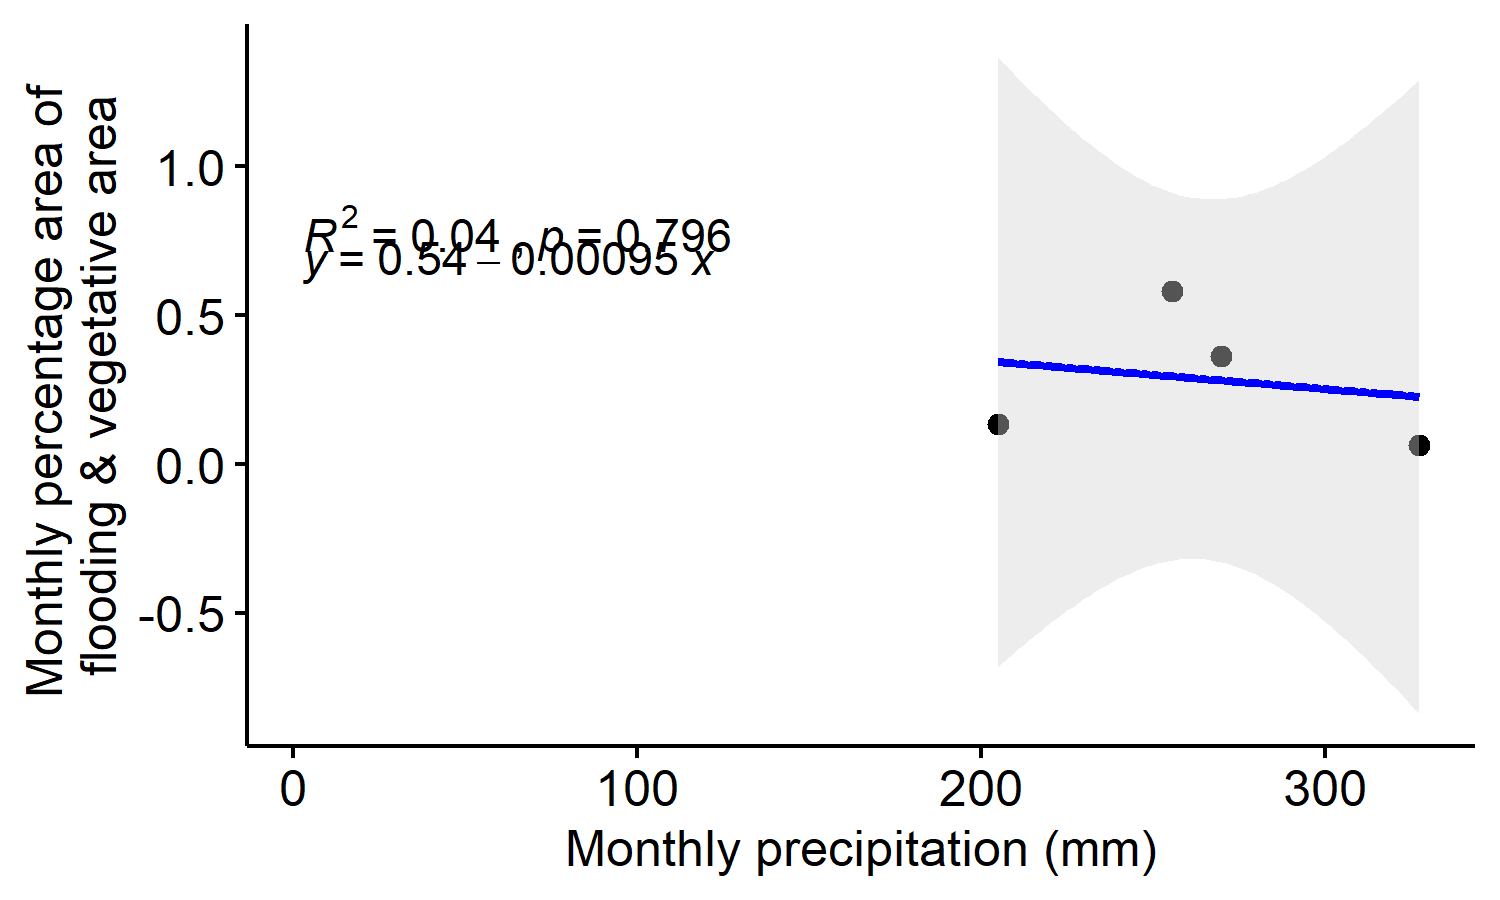 Monthly percentage area of
flooding & vegetative area
1.0
0.5
0.0
-0.5
R² = 0.04 , p = 0.796
y = 0.54 – 0.00095 x
0 100 200 300
Monthly precipitation (mm)